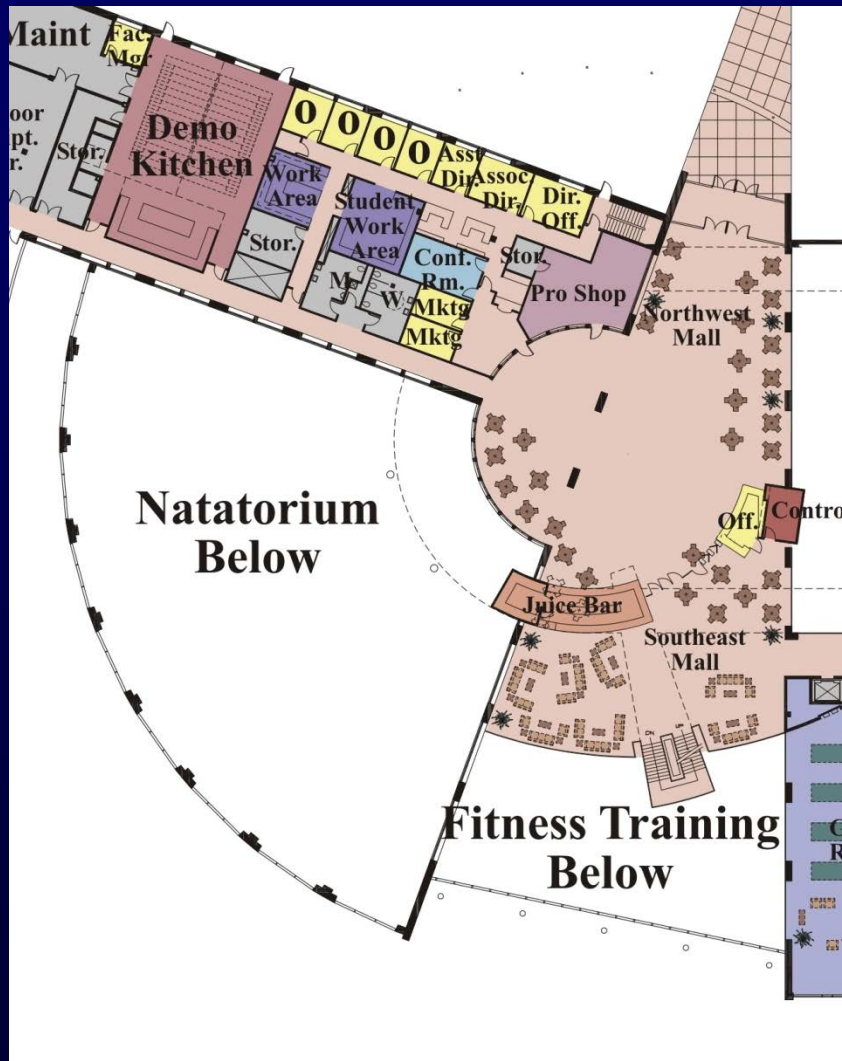 Maint
Fac.
Mgr
oor
pt.
r.
Stor.
Demo
Kitchen
O
O
O
O
Asst
Dir.
Assoc.
Dir.
Dir.
Off.
Work
Area
Student
Work
Area
Stor.
Conf.
Rm.
Stor.
M
W
Mktg
Mktg
Pro Shop
Northwest
Mall
Natatorium
Below
Off.
Contro
Juice Bar
Southeast
Mall
DN
UP
Fitness Training
Below
C
R